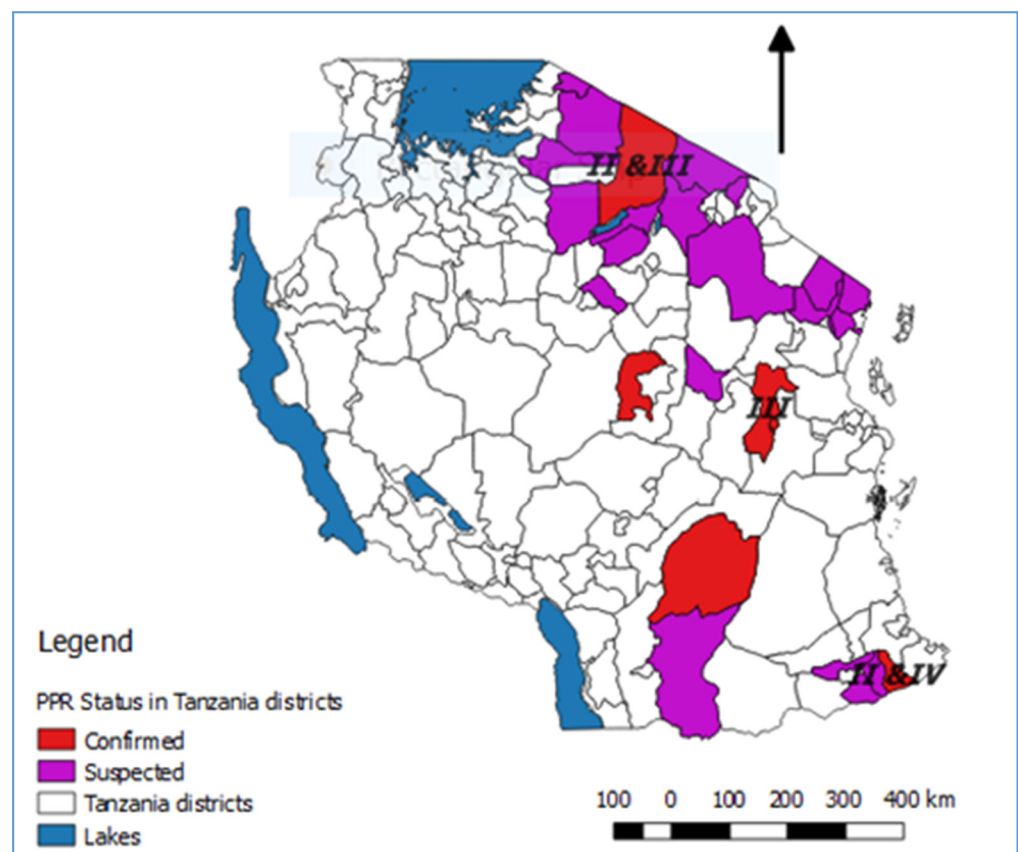 II &III
III
II &IV
Legend
PPR Status in Tanzania districts
Confirmed
Suspected
Tanzania districts
Lakes
100 0 100 200 300 400 km